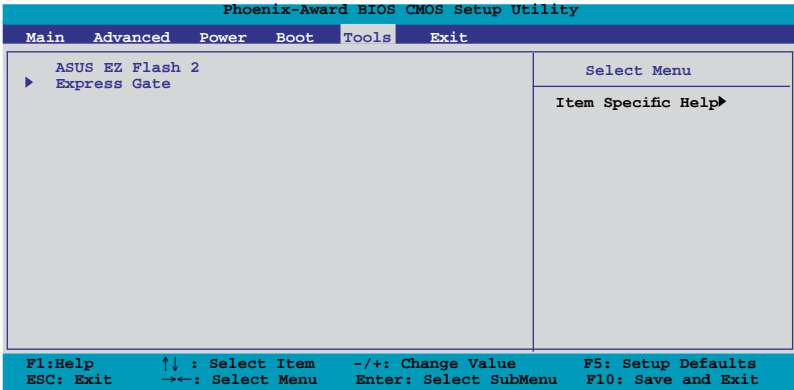 Phoenix-Award BIOS CMOS Setup Utility
Main Advanced Power Boot Tools Exit
ASUS EZ Flash 2
Express Gate
Select Menu
Item Specific Help
F1:Help ↑↓ : Select Item -/+: Change Value F5: Setup Defaults
ESC: Exit →←: Select Menu Enter: Select SubMenu F10: Save and Exit